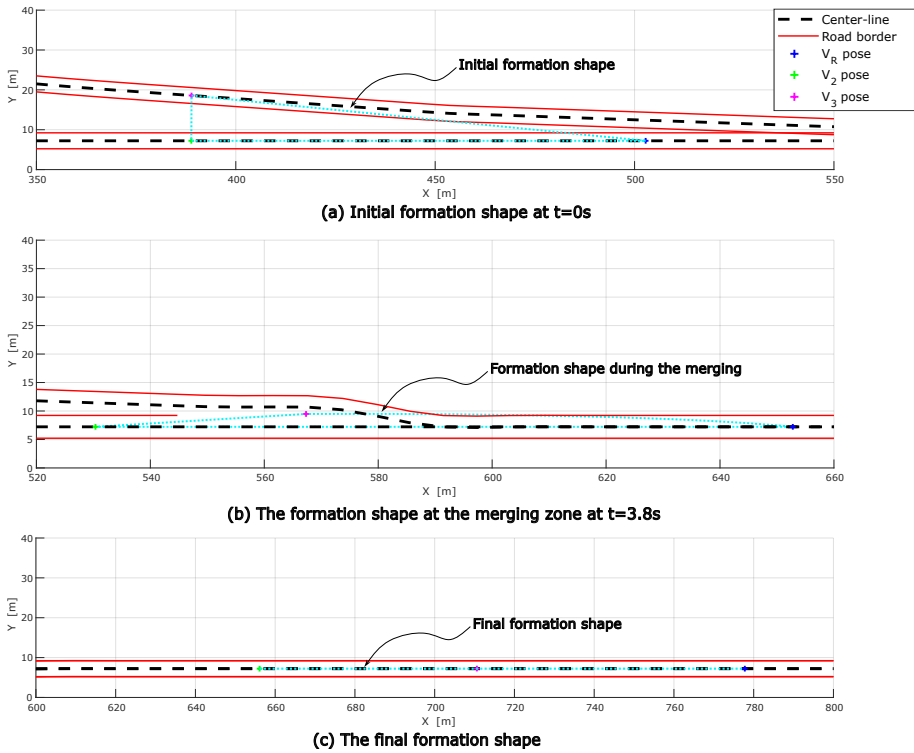 40
30
20
10
0
Y [m]
Initial formation shape
Center-line
Road border
V_R pose
V_2 pose
V_3 pose
350 400 450 500 550
X [m]
(a) Initial formation shape at t=0s
40
35
30
25
20
15
10
5
0
Y [m]
Formation shape during the merging
520 540 560 580 600 620 640 660
X [m]
(b) The formation shape at the merging zone at t=3.8s
40
30
20
10
0
Y [m]
Final formation shape
600 620 640 660 680 700 720 740 760 780 800
X [m]
(c) The final formation shape